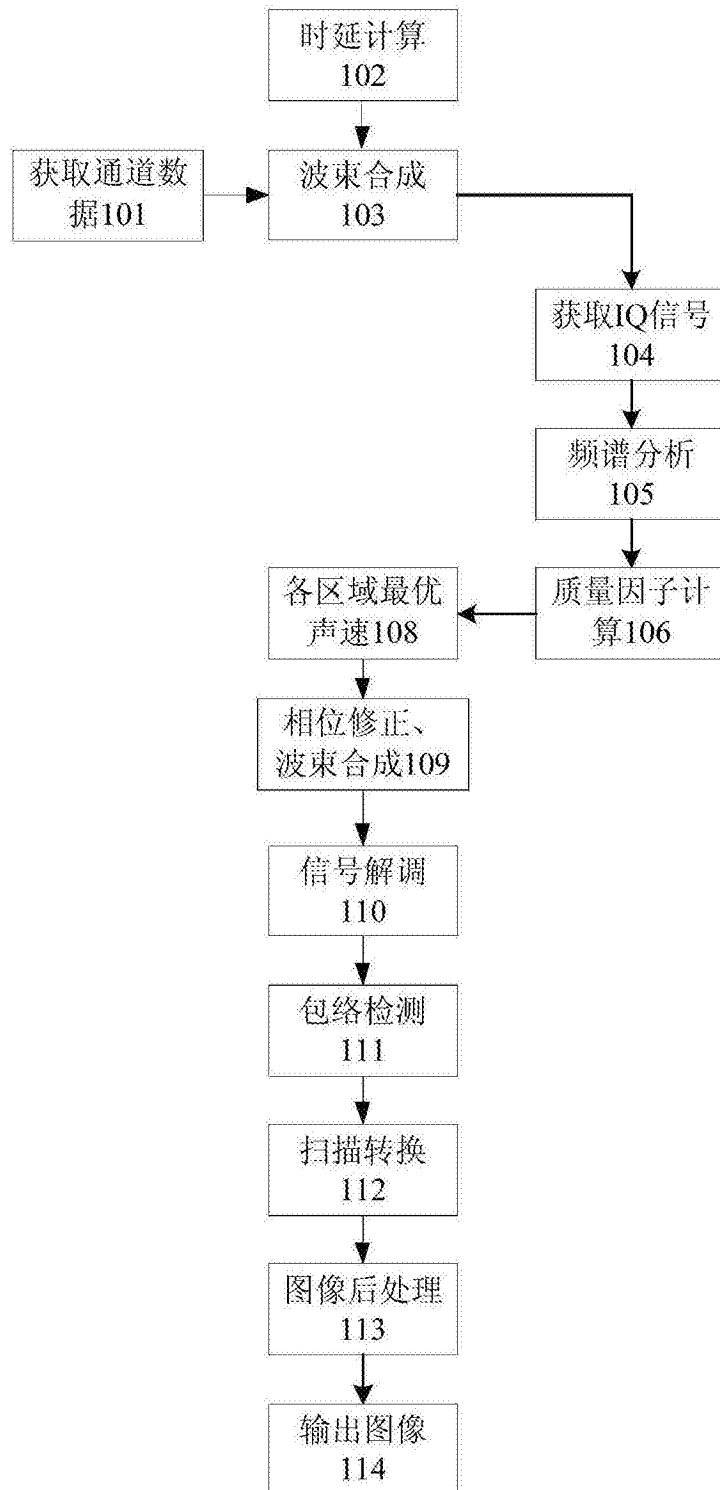 时延计算
102
获取通道数
据101
波束合成
103
获取IQ信号
104
频谱分析
105
质量因子计
算106
各区域最优
声速108
相位修正、
波束合成109
信号解调
110
包络检测
111
扫描转换
112
图像后处理
113
输出图像
114